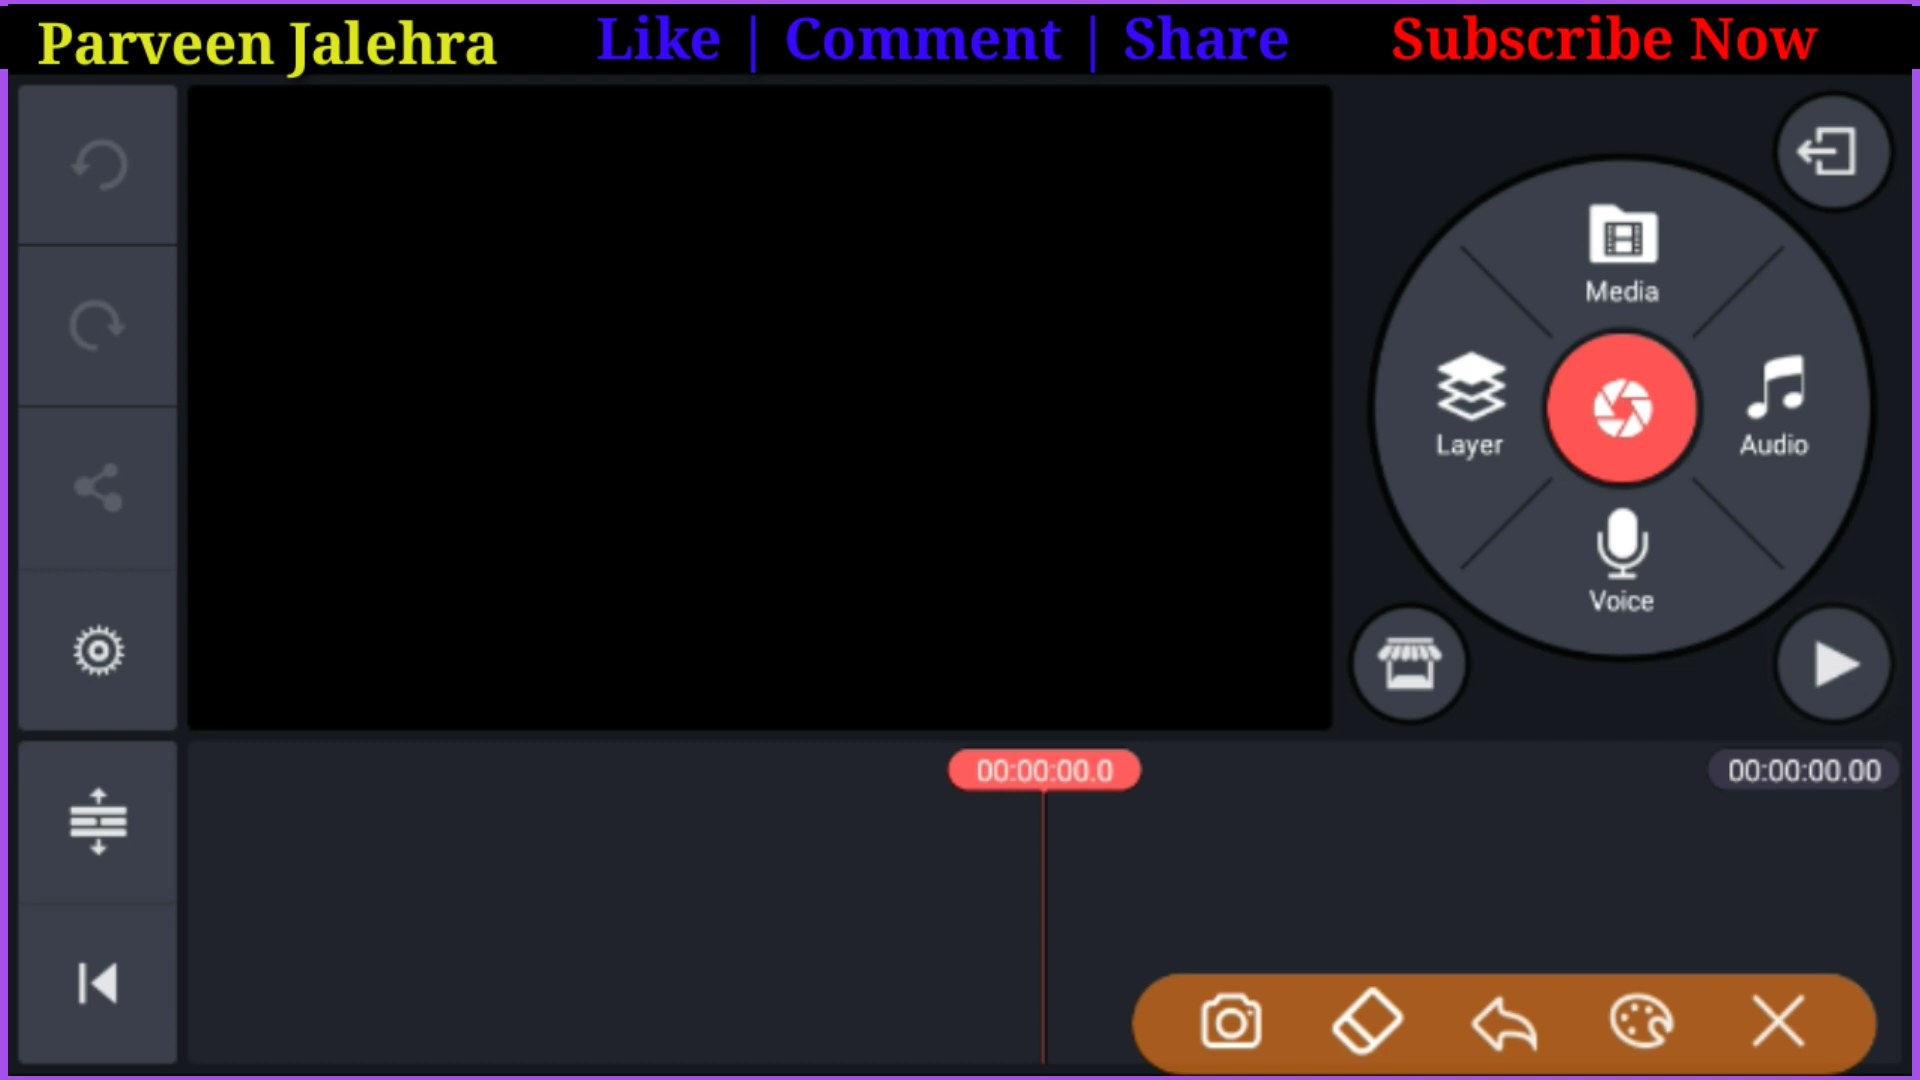 Parveen Jalehra Like | Comment | Share Subscribe Now
Media
Layer
Audio
Voice
00:00:00.0
00:00:00.00